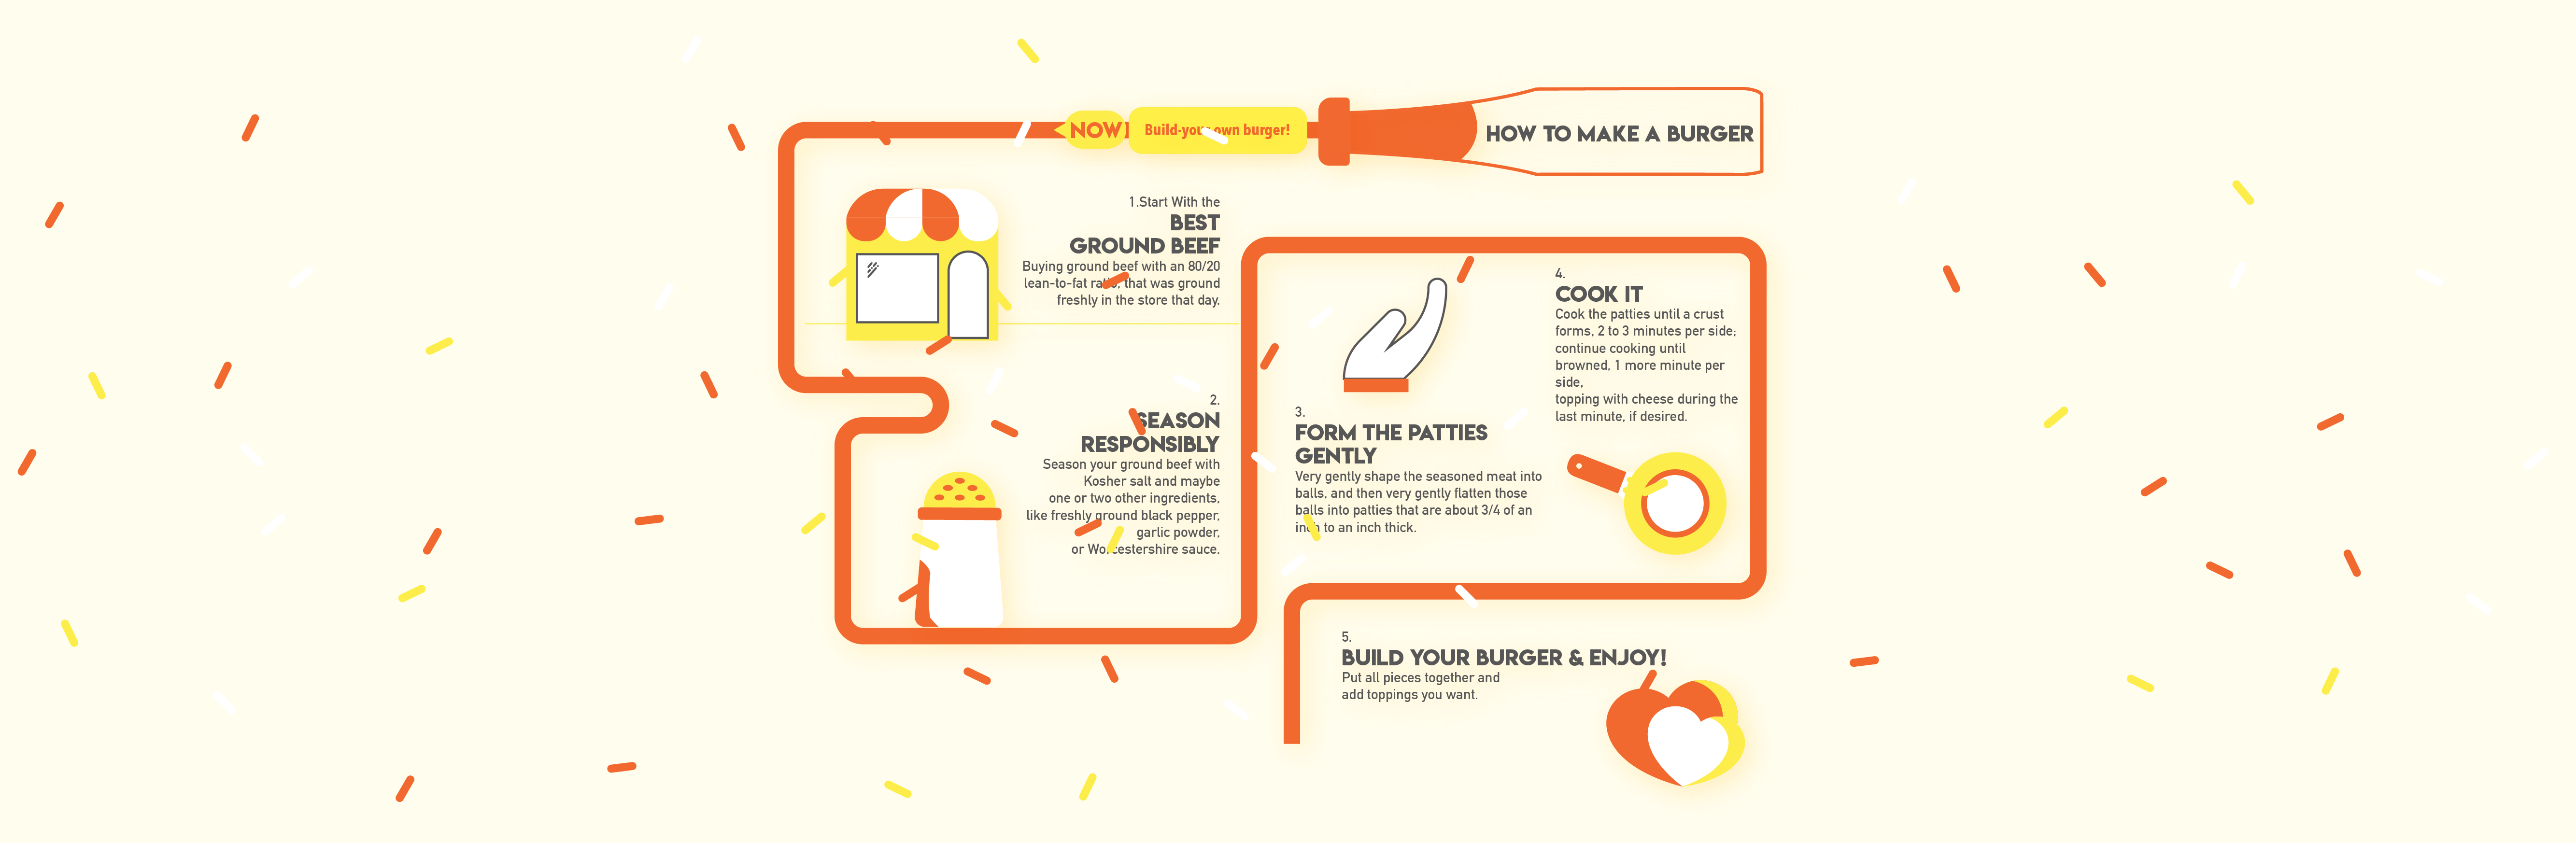 HOW TO MAKE A BURGER
Build-your own burger!
NOW
1.Start With the
BEST
GROUND BEEF
Buying ground beef with an 80/20
lean-to-fat ratio, that was ground
freshly in the store that day.
2.
SEASON
RESPONSIBLY
Season your ground beef with
Kosher salt and maybe
one or two other ingredients,
like freshly ground black pepper,
garlic powder,
or Worcestershire sauce.
3.
FORM THE PATTIES
GENTLY
Very gently shape the seasoned meat into
balls, and then very gently flatten those
balls into patties that are about 3/4 of an
inch to an inch thick.
4.
COOK IT
Cook the patties until a crust
forms, 2 to 3 minutes per side;
continue cooking until
browned, 1 more minute per
side,
topping with cheese during the
last minute, if desired.
5.
BUILD YOUR BURGER & ENJOY!
Put all pieces together and
add toppings you want.